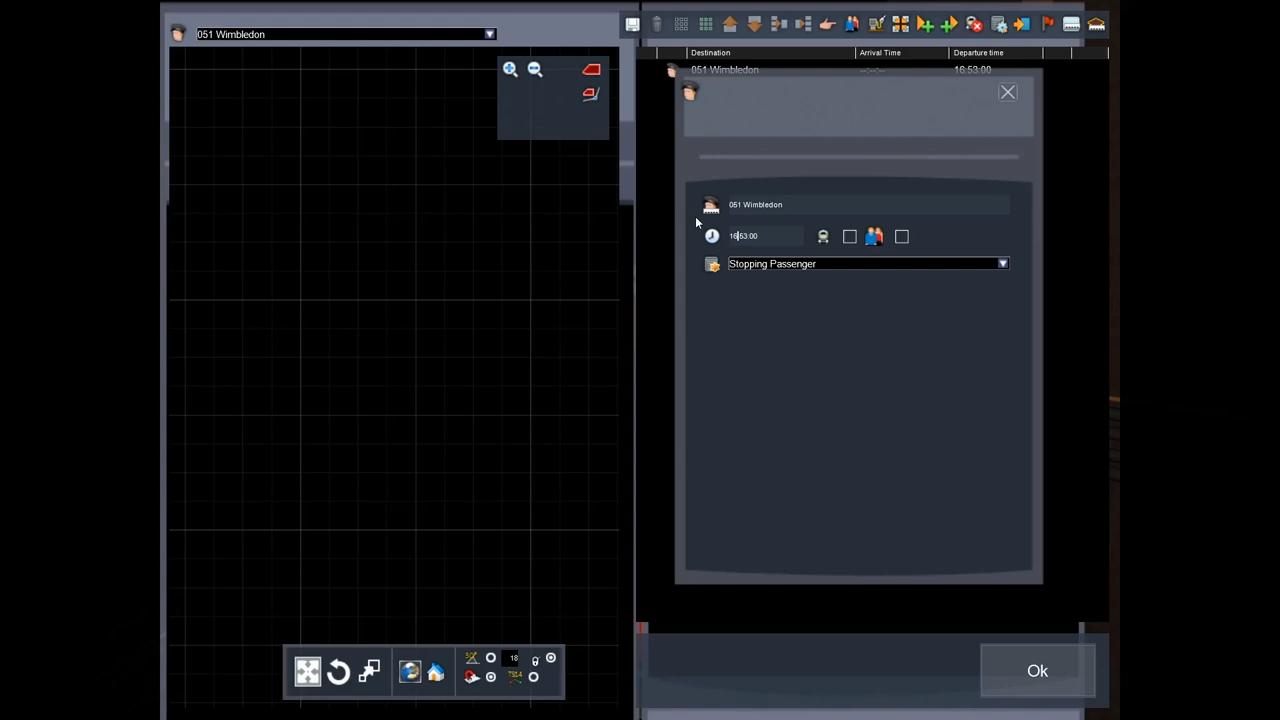 051 Wimbledon
Destination Arrival Time Departure time
051 Wimbledon --:--:-- 16:53:00
051 Wimbledon
16:53:00
Stopping Passenger
18
Ok